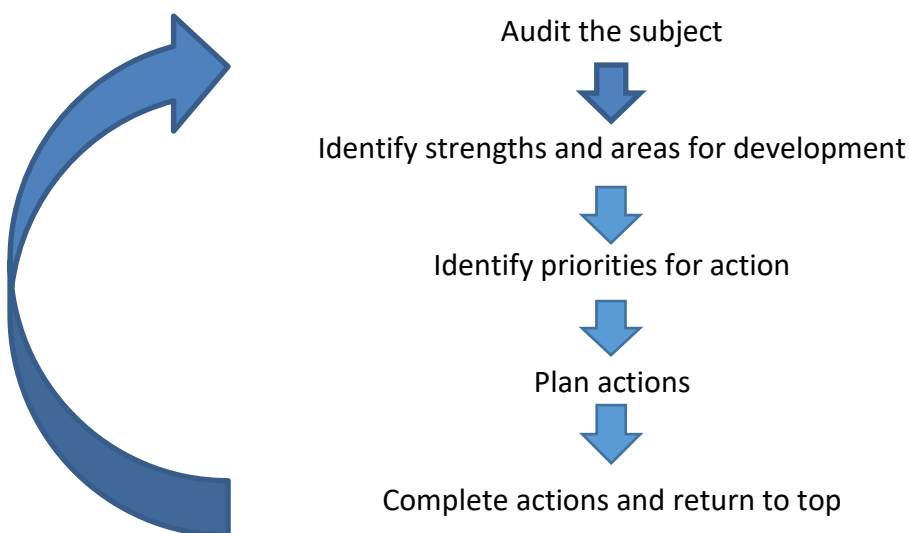 Audit the subject
Identify strengths and areas for development
Identify priorities for action
Plan actions
Complete actions and return to top